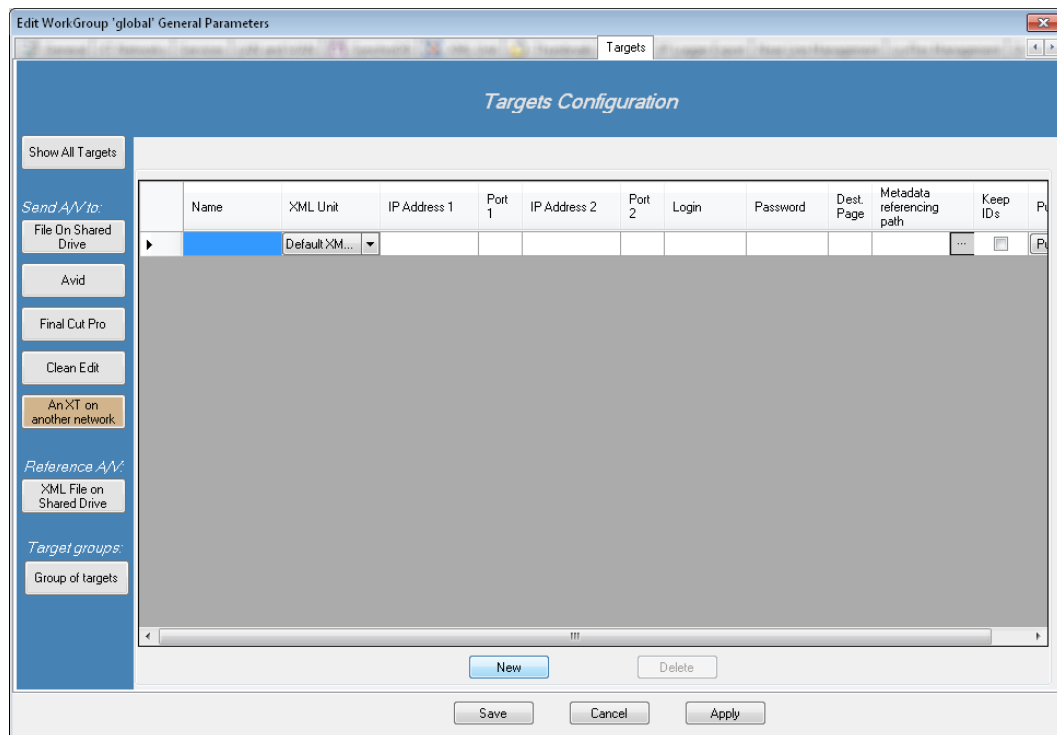 Edit WorkGroup 'global' General Parameters
Targets
Targets Configuration
Show All Targets
Send A/V to:
File On Shared
Drive
Avid
Final Cut Pro
Clean Edit
An XT on
another network
Reference A/V:
XML File on
Shared Drive
Target groups:
Group of targets
Name XML Unit IP Address 1 Port 1 IP Address 2 Port 2 Login Password Dest. Page Metadata referencing path Keep IDs Pu
Default XM... ... Pu
New Delete
Save Cancel Apply